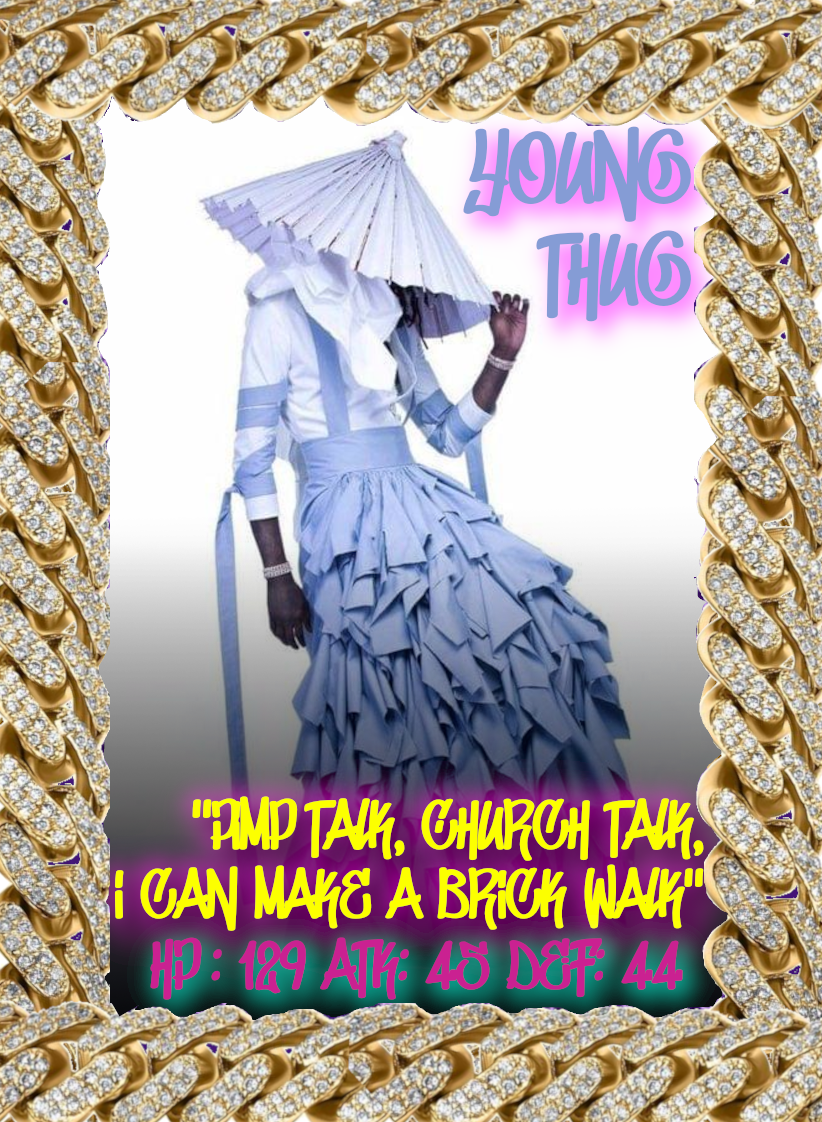 YOUNG
THUG
"PIMP TALK, CHURCH TALK,
i CAN MAKE A BRiCK WALK"
HP : 129 ATK: 45 DEF: 44